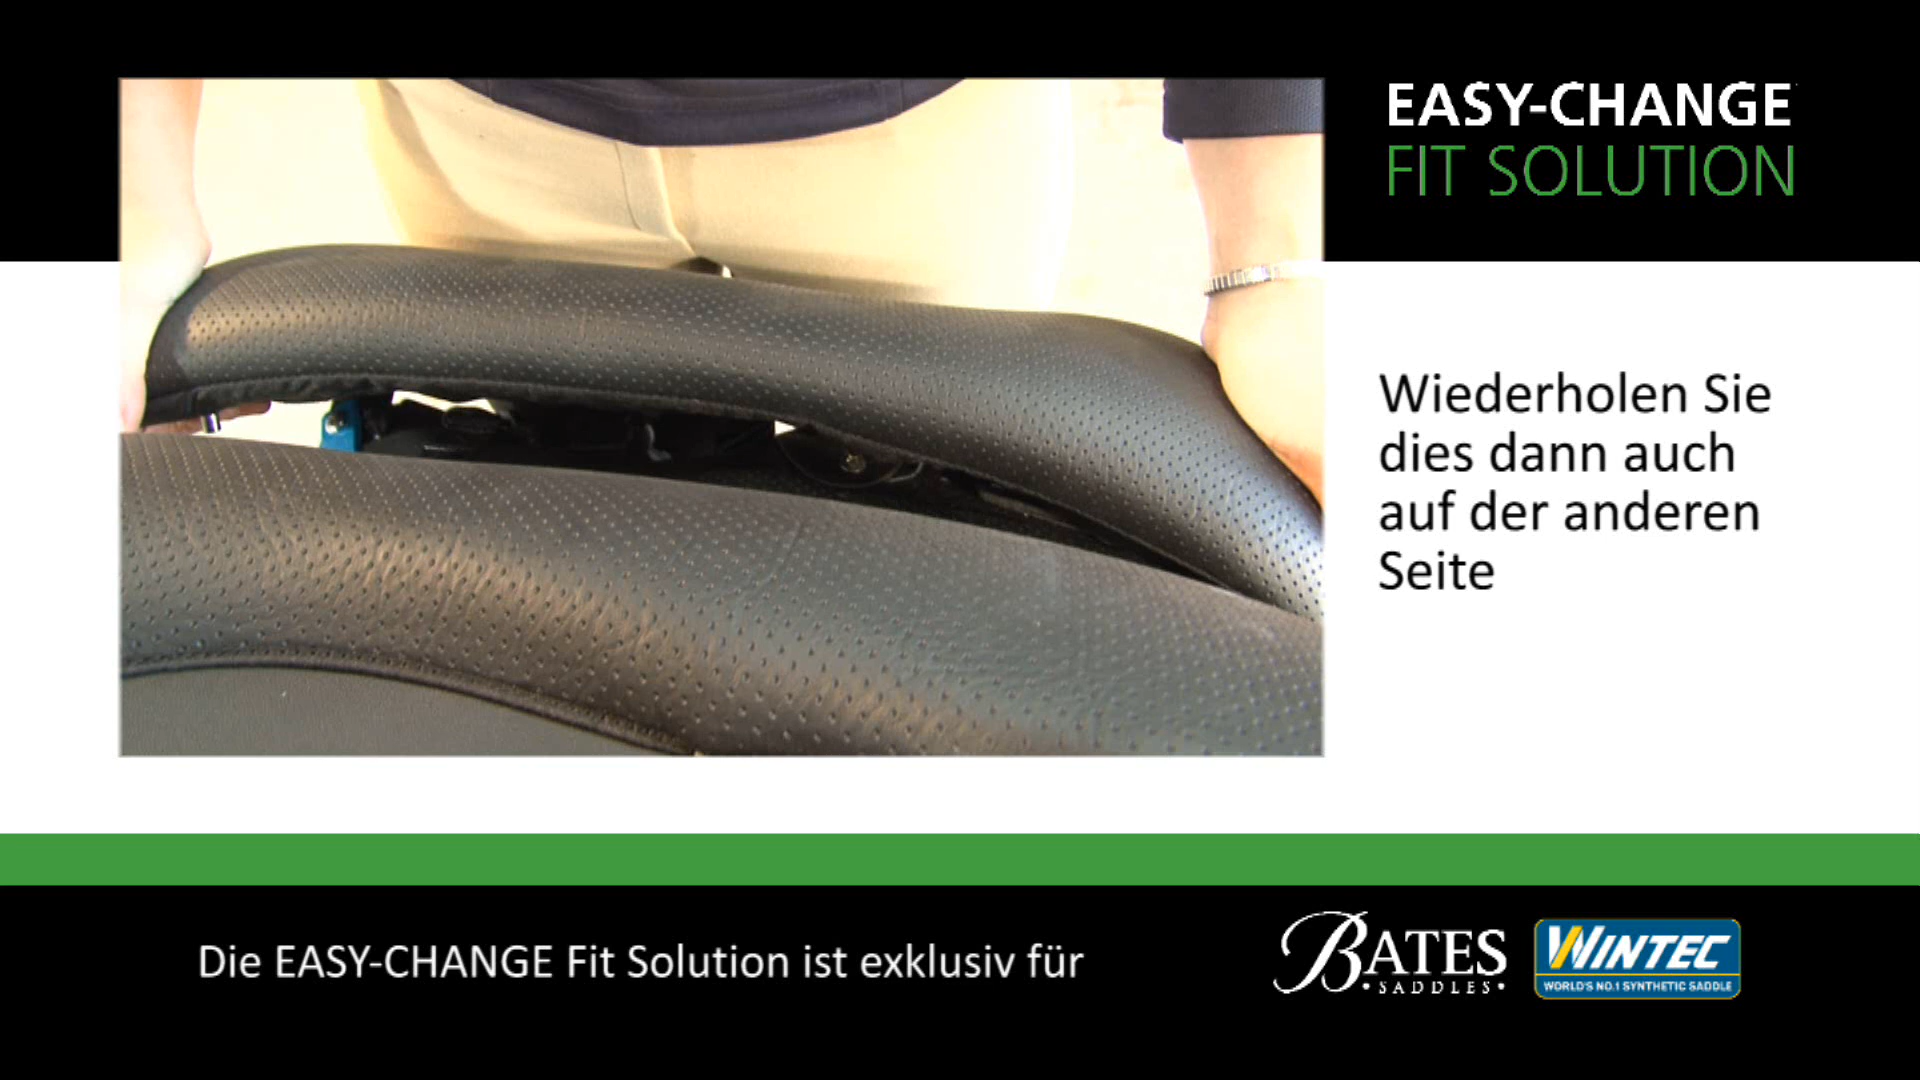 EASY-CHANGE
FIT SOLUTION
Wiederholen Sie
dies dann auch
auf der anderen
Seite
Die EASY-CHANGE Fit Solution ist exklusiv für
BATES
•SADDLES•
WINTEC
WORLD'S NO.1 SYNTHETIC SADDLE